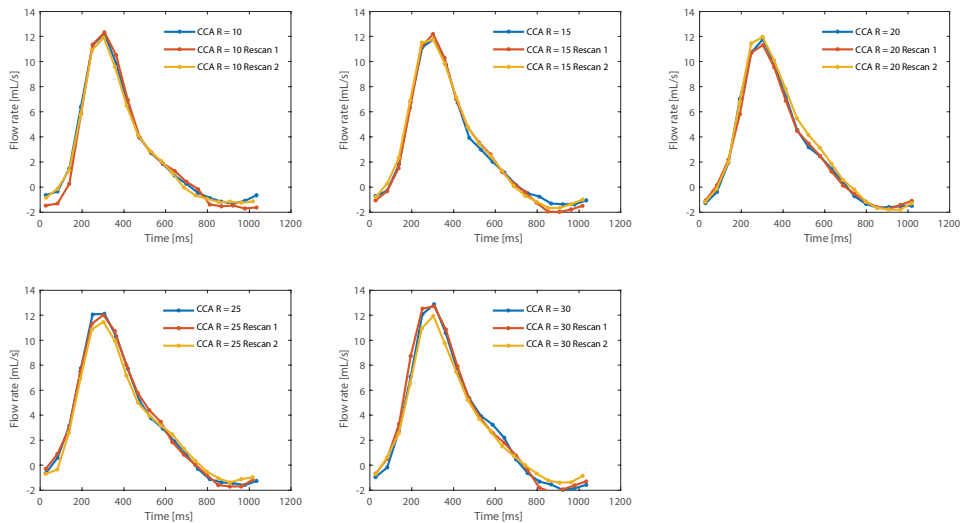 14
12
10
8
6
4
2
0
-2
Flow rate [mL/s]
0 200 400 600 800 1000 1200
Time [ms]
CCA R = 10
CCA R = 10 Rescan 1
CCA R = 10 Rescan 2
14
12
10
8
6
4
2
0
-2
Flow rate [mL/s]
0 200 400 600 800 1000 1200
Time [ms]
CCA R = 15
CCA R = 15 Rescan 1
CCA R = 15 Rescan 2
14
12
10
8
6
4
2
0
-2
Flow rate [mL/s]
0 200 400 600 800 1000 1200
Time [ms]
CCA R = 20
CCA R = 20 Rescan 1
CCA R = 20 Rescan 2
14
12
10
8
6
4
2
0
-2
Flow rate [mL/s]
0 200 400 600 800 1000 1200
Time [ms]
CCA R = 25
CCA R = 25 Rescan 1
CCA R = 25 Rescan 2
14
12
10
8
6
4
2
0
-2
Flow rate [mL/s]
0 200 400 600 800 1000 1200
Time [ms]
CCA R = 30
CCA R = 30 Rescan 1
CCA R = 30 Rescan 2